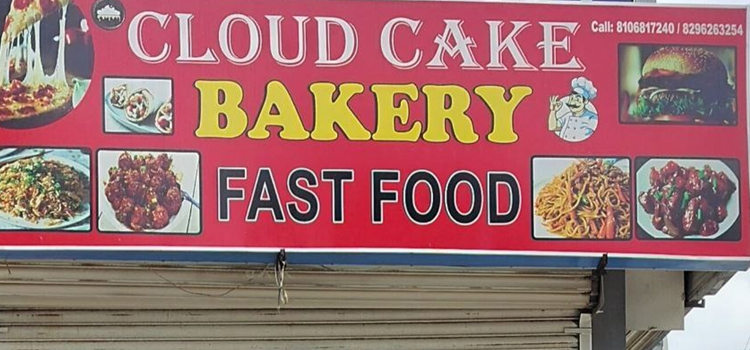 CLOUD CAKE
Call: 8106817240 / 8296263254
BAKERY
FAST FOOD